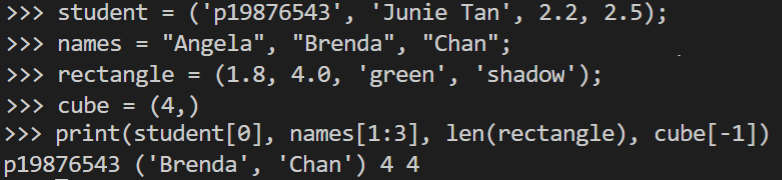 >>> student = ('p19876543', 'Junie Tan', 2.2, 2.5);
>>> names = "Angela", "Brenda", "Chan";
>>> rectangle = (1.8, 4.0, 'green', 'shadow');
>>> cube = (4,)
>>> print(student[0], names[1:3], len(rectangle), cube[-1])
p19876543 ('Brenda', 'Chan') 4 4